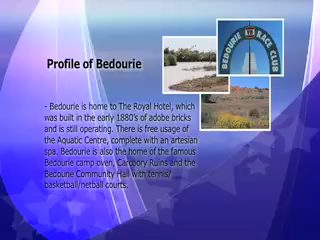 BEDOURIE RACE CLUB
Profile of Bedourie
- Bedourie is home to The Royal Hotel, which
was built in the early 1880's of adobe bricks
and is still operating. There is free usage of
the Aquatic Centre, complete with an artesian
spa. Bedourie is also the home of the famous
Bedourie camp oven, Carcory Ruins and the
Bedourie Community Hall with tennis/
basketball/netball courts.